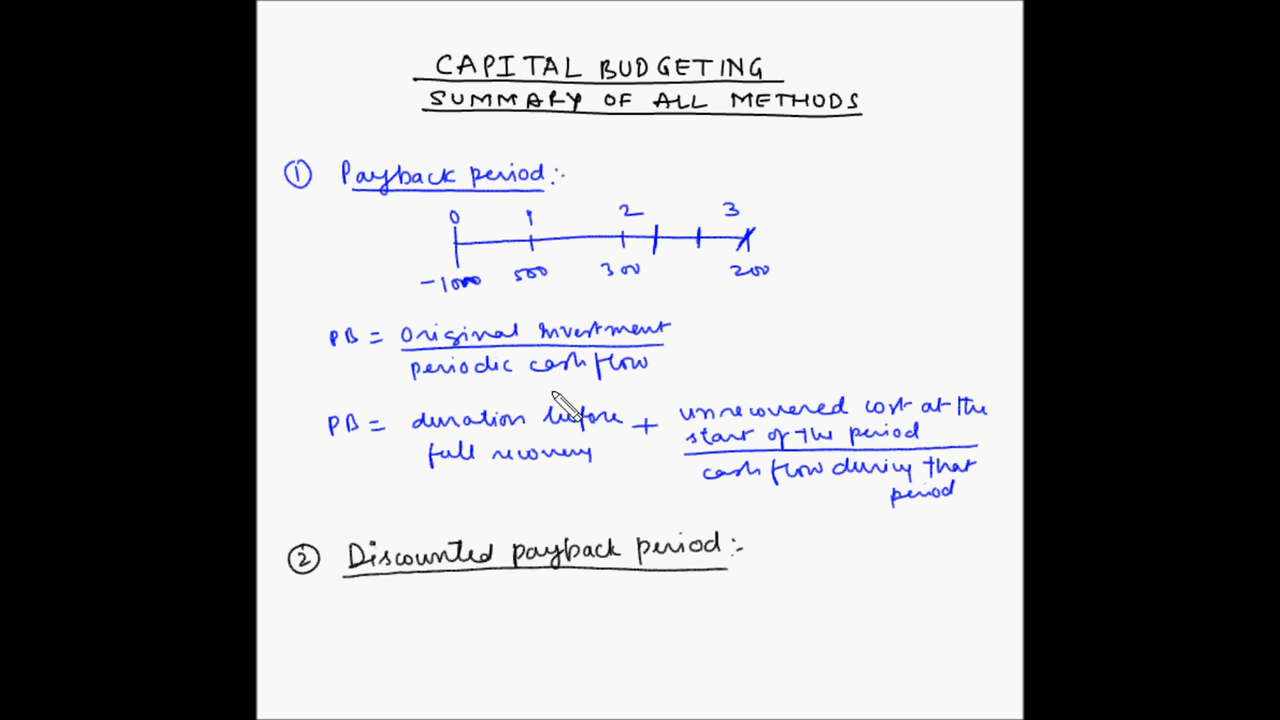 CAPITAL BUDGETING
SUMMARY OF ALL METHODS
① Payback period :-
0 1 2 3
-1000 500 300 200
PB = Original Investment
periodic cash flow
PB = duration before + unrecovered cost at the
full recovery start of the period
cash flow during that
period
② Discounted payback period :-